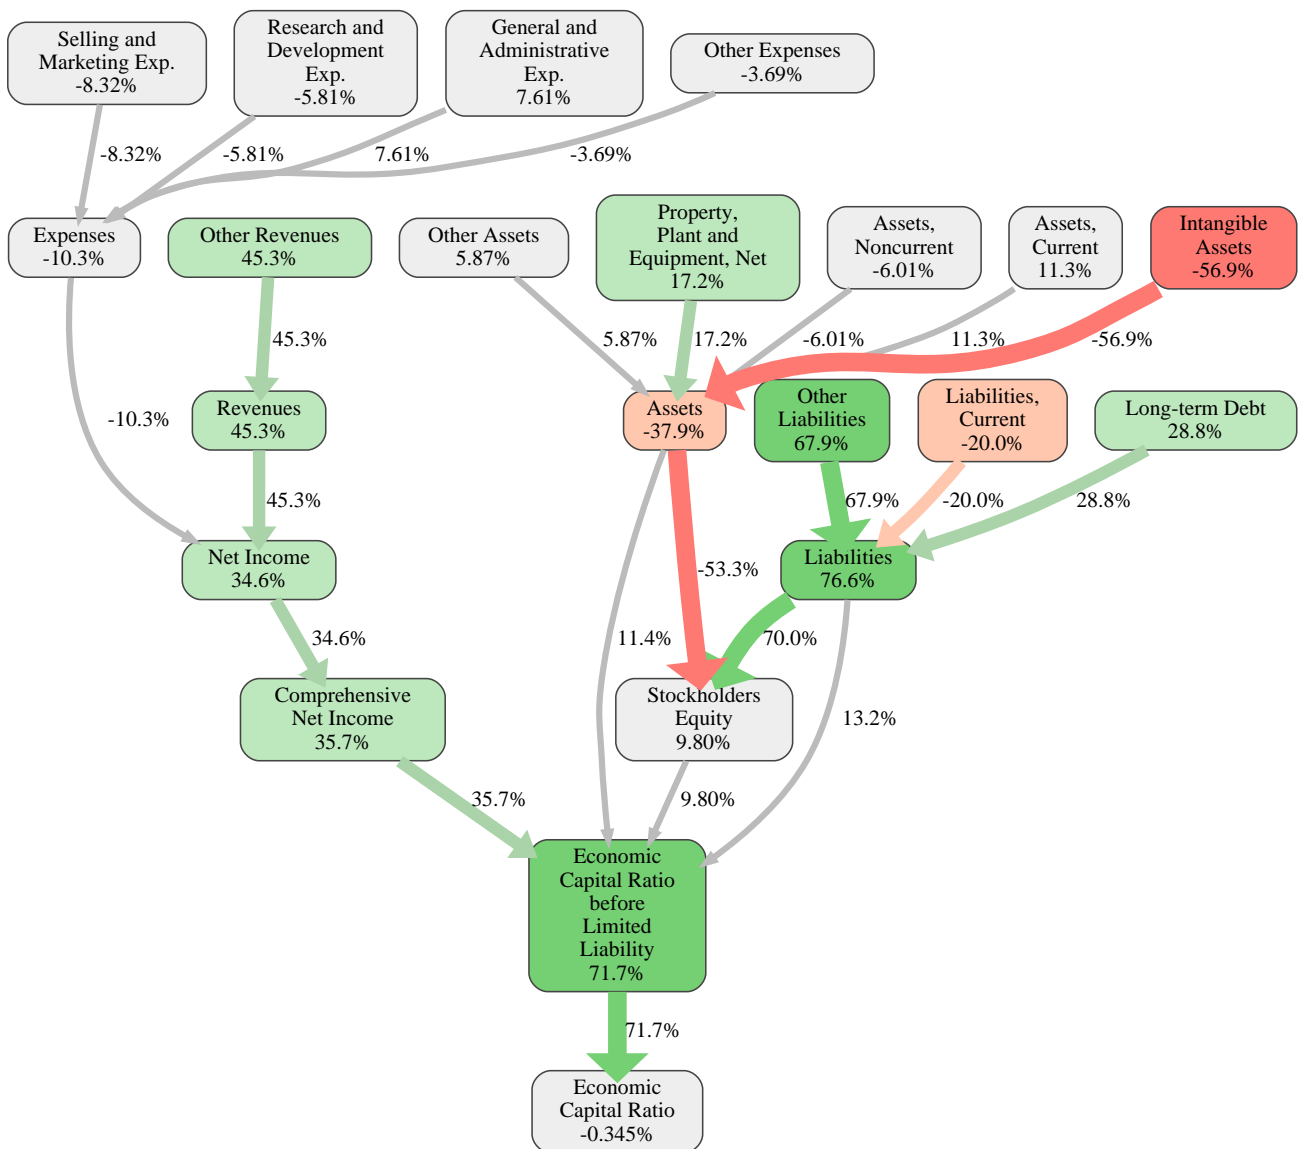 Selling and
Marketing Exp.
-8.32%
Research and
Development
Exp.
-5.81%
General and
Administrative
Exp.
7.61%
Other Expenses
-3.69%
-8.32%
-5.81%
7.61%
-3.69%
Expenses
-10.3%
Other Revenues
45.3%
Other Assets
5.87%
Property,
Plant and
Equipment, Net
17.2%
Assets,
Noncurrent
-6.01%
Assets,
Current
11.3%
Intangible
Assets
-56.9%
45.3%
5.87%
17.2%
-6.01%
11.3%
-56.9%
-10.3%
Revenues
45.3%
Assets
-37.9%
Other
Liabilities
67.9%
Liabilities,
Current
-20.0%
Long-term Debt
28.8%
45.3%
67.9%
-20.0%
28.8%
Net Income
34.6%
-53.3%
Liabilities
76.6%
34.6%
11.4%
70.0%
Comprehensive
Net Income
35.7%
Stockholders
Equity
9.80%
13.2%
35.7%
9.80%
Economic
Capital Ratio
before
Limited
Liability
71.7%
71.7%
Economic
Capital Ratio
-0.345%